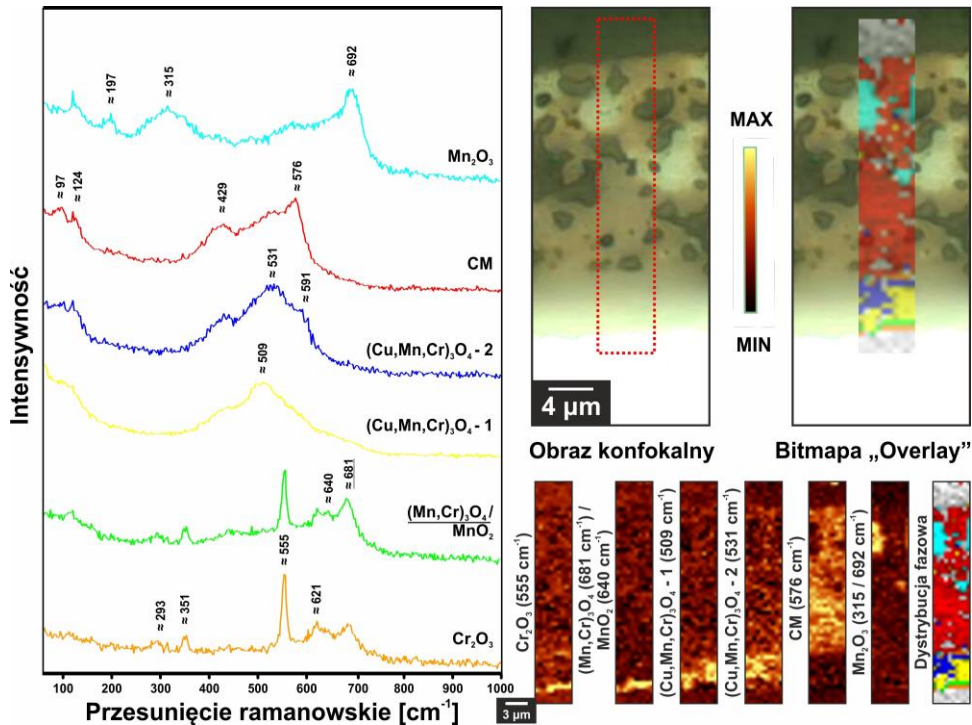 Intensywność
≈ 197
≈ 315
≈ 692
Mn₂O₃
≈ 97
≈ 124
≈ 429
≈ 576
CM
≈ 531
≈ 591
(Cu,Mn,Cr)₃O₄ - 2
≈ 509
(Cu,Mn,Cr)₃O₄ - 1
≈ 640
≈ 681
(Mn,Cr)₃O₄ /
MnO₂
≈ 293
≈ 351
≈ 555
≈ 621
Cr₂O₃
100 200 300 400 500 600 700 800 900 1000
Przesunięcie ramanowskie [cm⁻¹]
MAX
MIN
4 µm
Obraz konfokalny
Bitmapa „Overlay”
Cr₂O₃ (555 cm⁻¹)
(Mn,Cr)₃O₄ (681 cm⁻¹) /
MnO₂ (640 cm⁻¹)
(Cu,Mn,Cr)₃O₄ - 1 (509 cm⁻¹)
(Cu,Mn,Cr)₃O₄ - 2 (531 cm⁻¹)
CM (576 cm⁻¹)
Mn₂O₃ (315 / 692 cm⁻¹)
Dystrybucja fazowa
3 µm